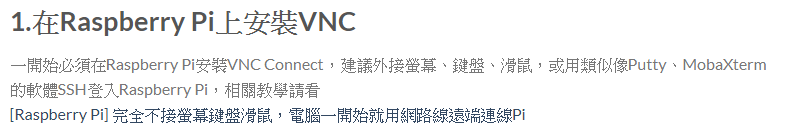 1.在Raspberry Pi上安裝VNC
一開始必須在Raspberry Pi安裝VNC Connect，建議外接螢幕、鍵盤、滑鼠，或用類似像Putty、MobaXterm
的軟體SSH登入Raspberry Pi，相關教學請看
[Raspberry Pi] 完全不接螢幕鍵盤滑鼠，電腦一開始就用網路線遠端連線Pi